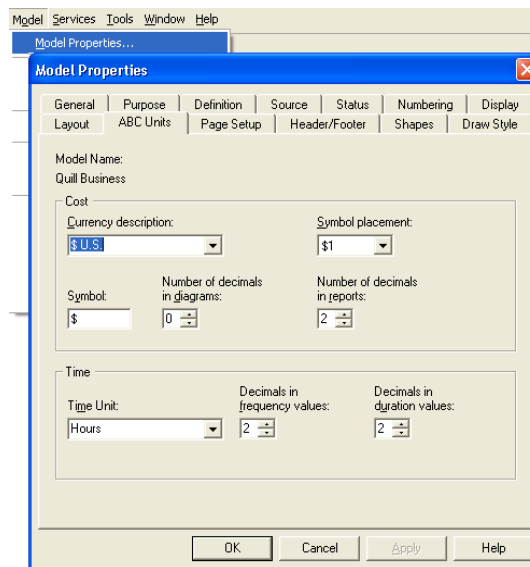 Model Services Tools Window Help
Model Properties...
Model Properties
General Purpose Definition Source Status Numbering Display
Layout ABC Units Page Setup Header/Footer Shapes Draw Style
Model Name:
Quill Business
Cost
Currency description: Symbol placement:
$ U.S. $1
Symbol: Number of decimals in diagrams: Number of decimals in reports:
$ 0 2
Time
Time Unit: Decimals in frequency values: Decimals in duration values:
Hours 2 2
OK Cancel Apply Help